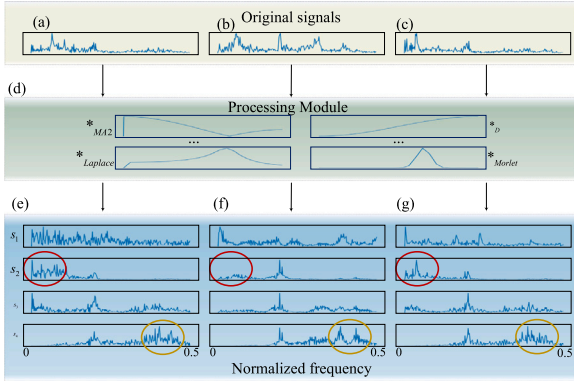 Original signals
(a) (b) (c)
(d)
Processing Module
* MA2 * D
... ...
* Laplace * Morlet
(e) (f) (g)
S1
S2
0 0.5 0 0.5 0 0.5
Normalized frequency